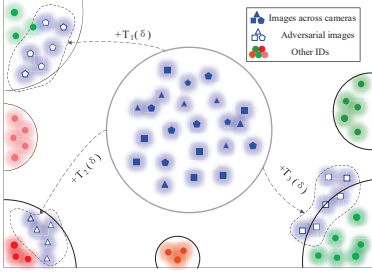 +T₁(δ)
Images across cameras
Adversarial images
Other IDs
+T₂(δ)
+T₃(δ)